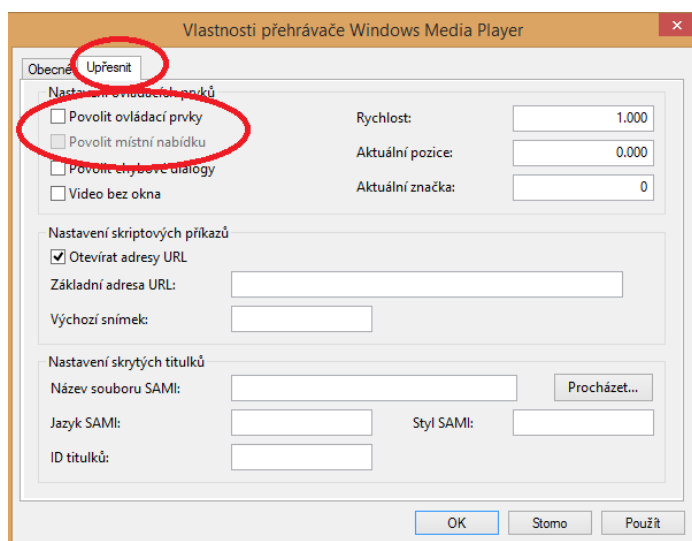 Vlastnosti přehrávače Windows Media Player
Obecné
Upřesnit
Nastavení ovládacích prvků
Povolit ovládací prvky
Rychlost:
1.000
Povolit místní nabídku
Aktuální pozice:
0.000
Povolit chybové dialogy
Aktuální značka:
0
Video bez okna
Nastavení skriptových příkazů
Otevírat adresy URL
Základní adresa URL:
Výchozí snímek:
Nastavení skrytých titulků
Název souboru SAMI:
Procházet...
Jazyk SAMI:
Styl SAMI:
ID titulků:
OK
Storno
Použít